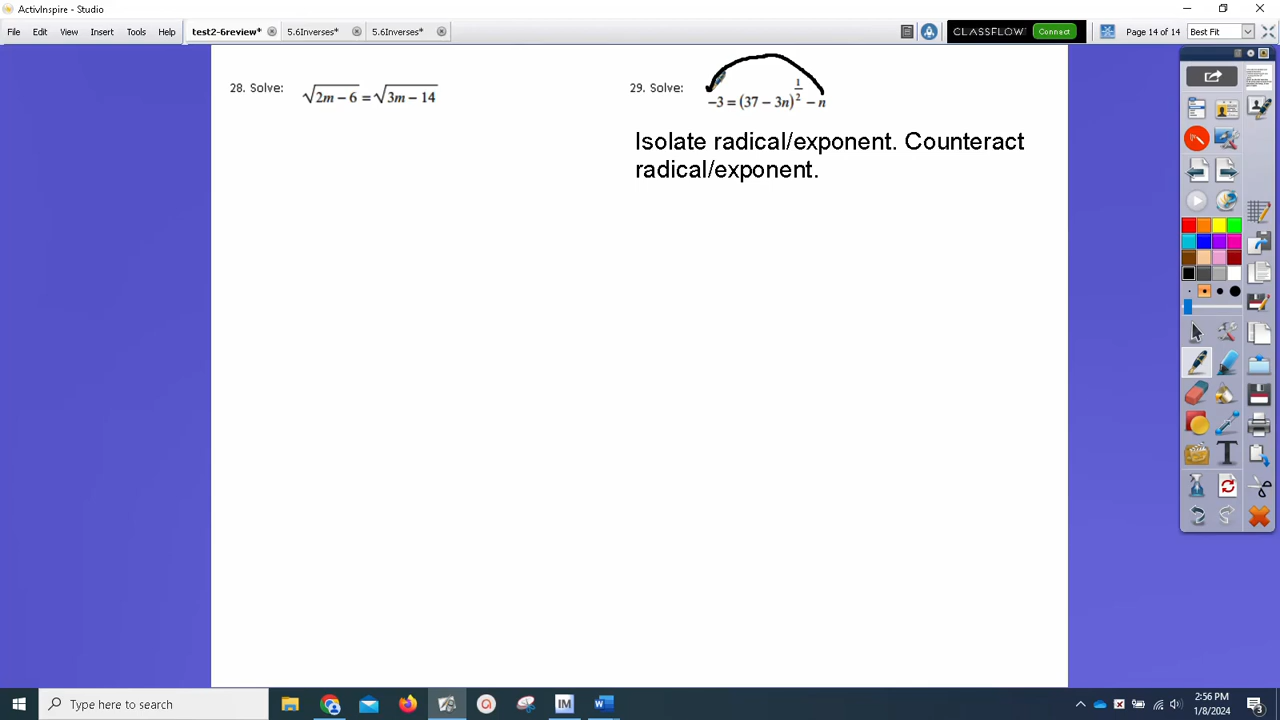 ActivInspire - Studio
File Edit View Insert Tools Help test2-6review* 5.6Inverses* 5.6Inverses* CLASSFLOW Connect Page 14 of 14 Best Fit
28. Solve: √2m – 6 = √3m – 14
29. Solve: –3 = (37 – 3n)^1/2 – n
Isolate radical/exponent. Counteract
radical/exponent.
T
Type here to search
IM
W
2:56 PM
1/8/2024
3